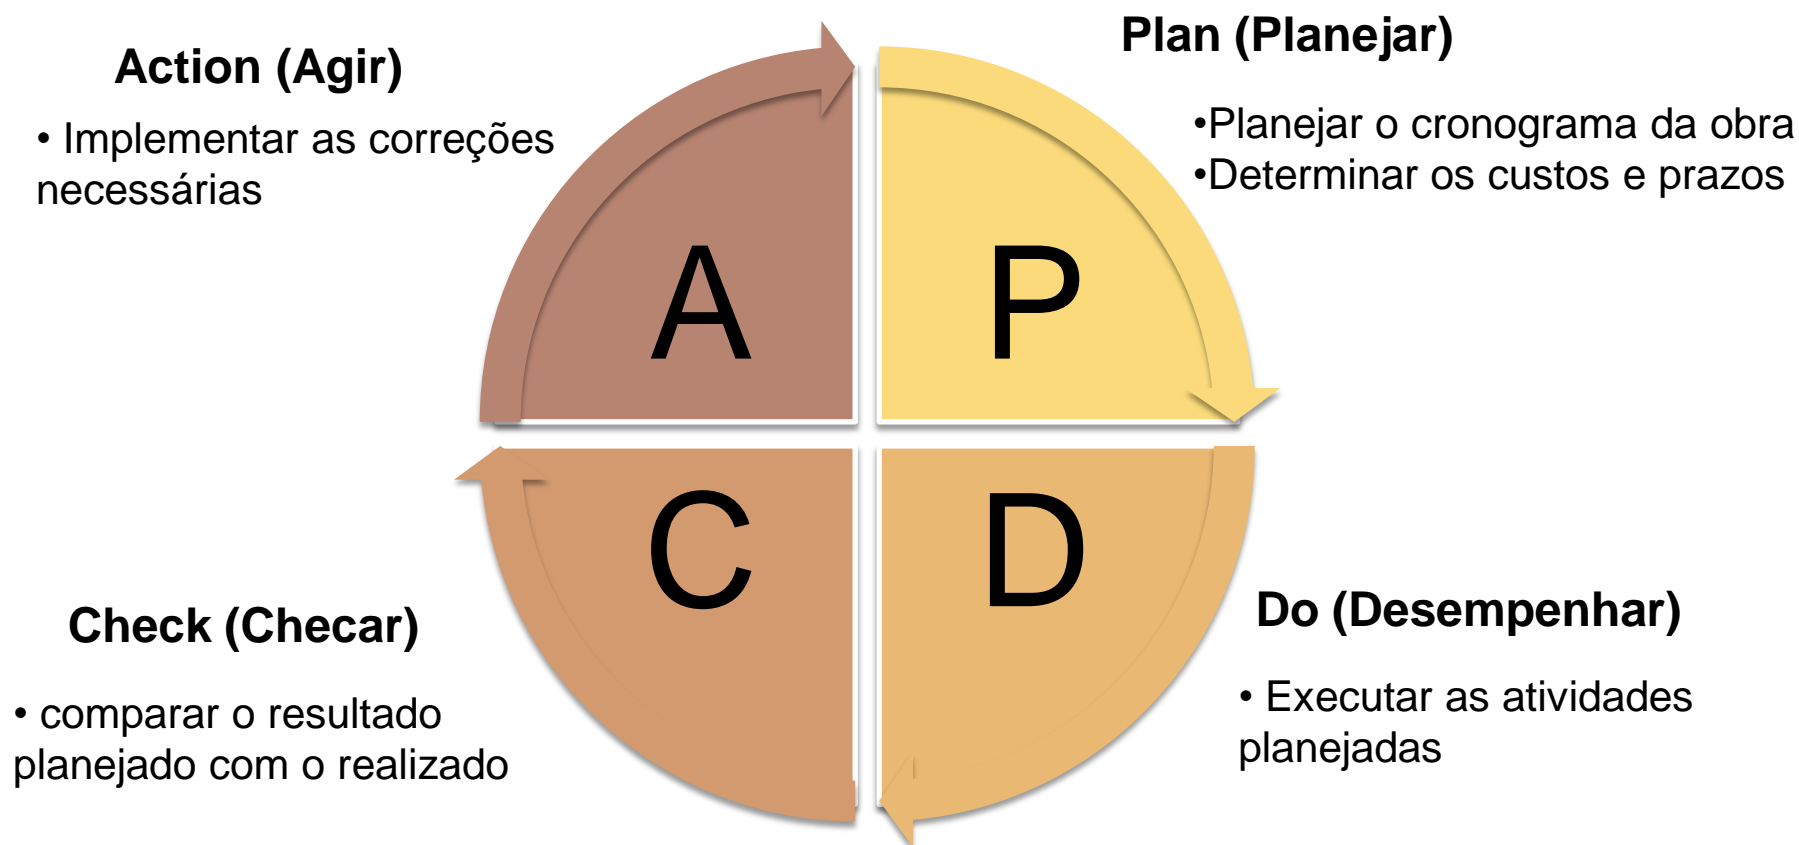 Action (Agir)
• Implementar as correções
necessárias
Plan (Planejar)
•Planejar o cronograma da obra
•Determinar os custos e prazos
A
P
C
D
Check (Checar)
• comparar o resultado
planejado com o realizado
Do (Desempenhar)
• Executar as atividades
planejadas